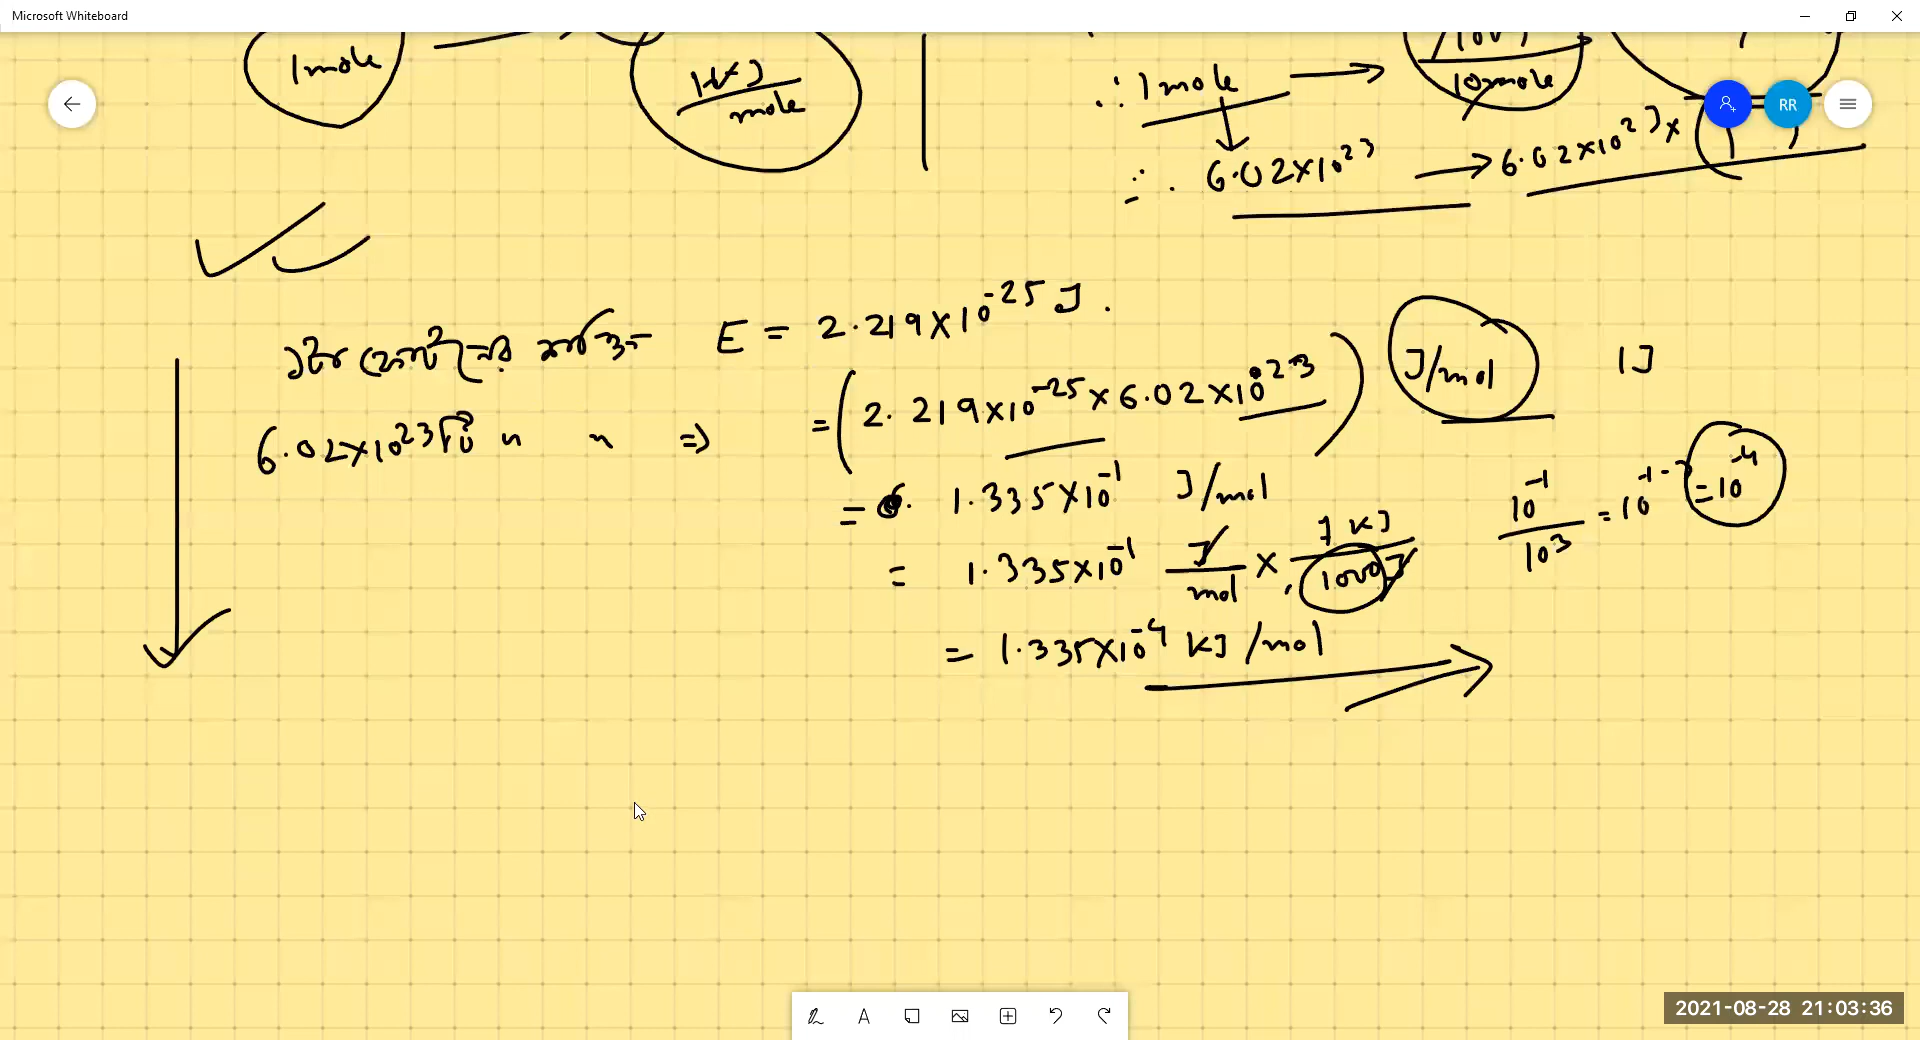 Microsoft Whiteboard
1 mole
mole
∴ 1 mole
10 mole
RR
∴ 6.02×10²³ → 6.02×10²³ ×
E = 2.219×10⁻²⁵ J.
6.02×10²³ ⇒
= (2.219×10⁻²⁵ × 6.02×10²³) J/mol
1J
= 1.335×10⁻¹ J/mol
10⁻¹/10³ = 10⁻¹⁻³ = 10⁻⁴
= 1.335×10⁻¹ J/mol × 1 KJ/1000J
= 1.335×10⁻⁴ KJ/mol
2021-08-28 21:03:36